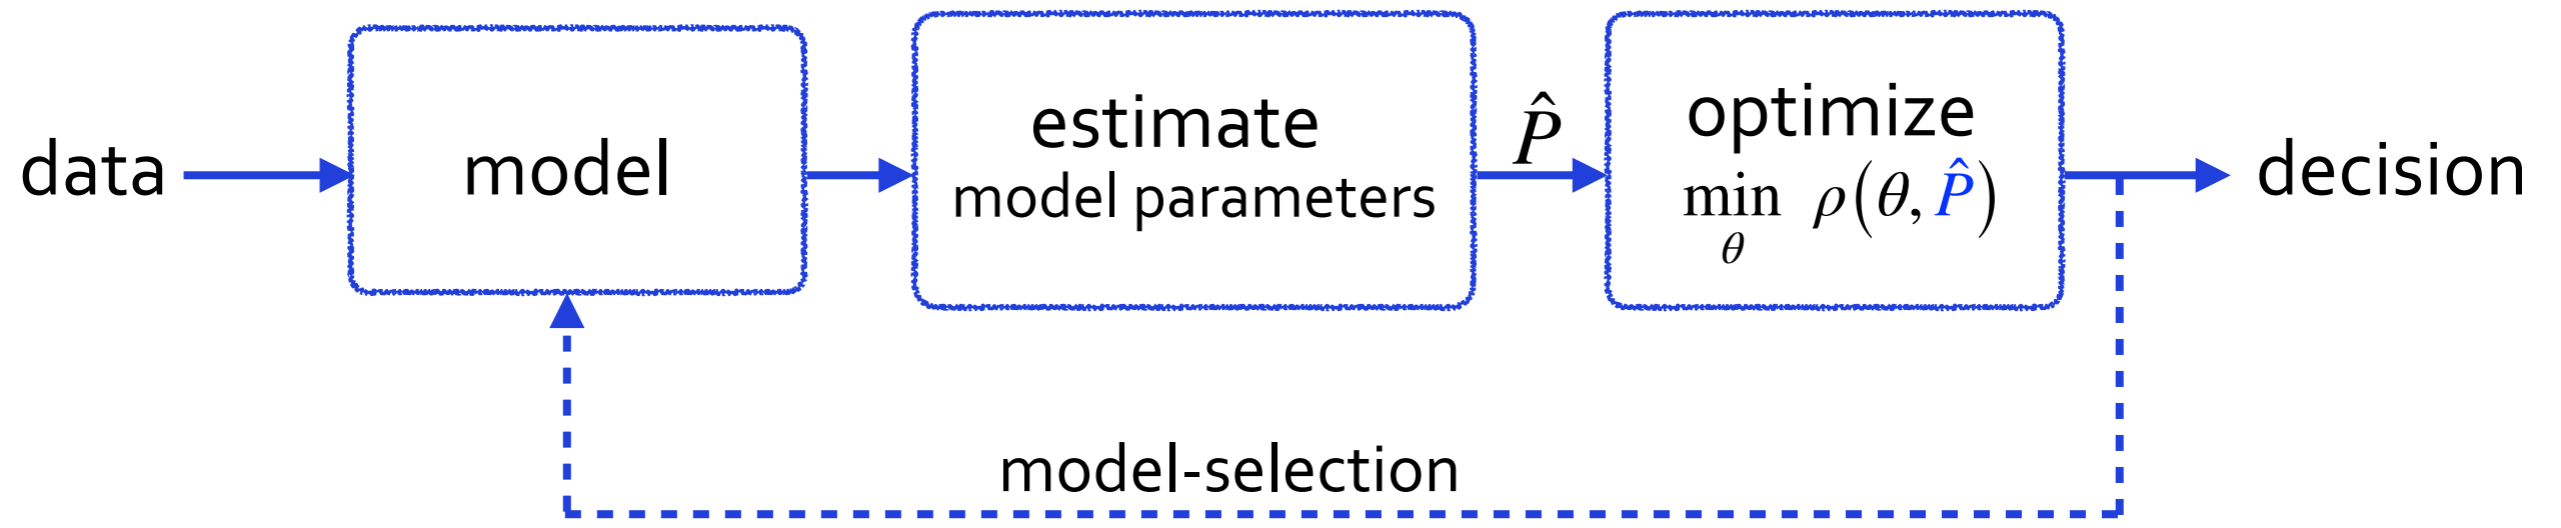 data
model
estimate
model parameters
P̂
optimize
min ρ(θ, P̂)
θ
decision
model-selection